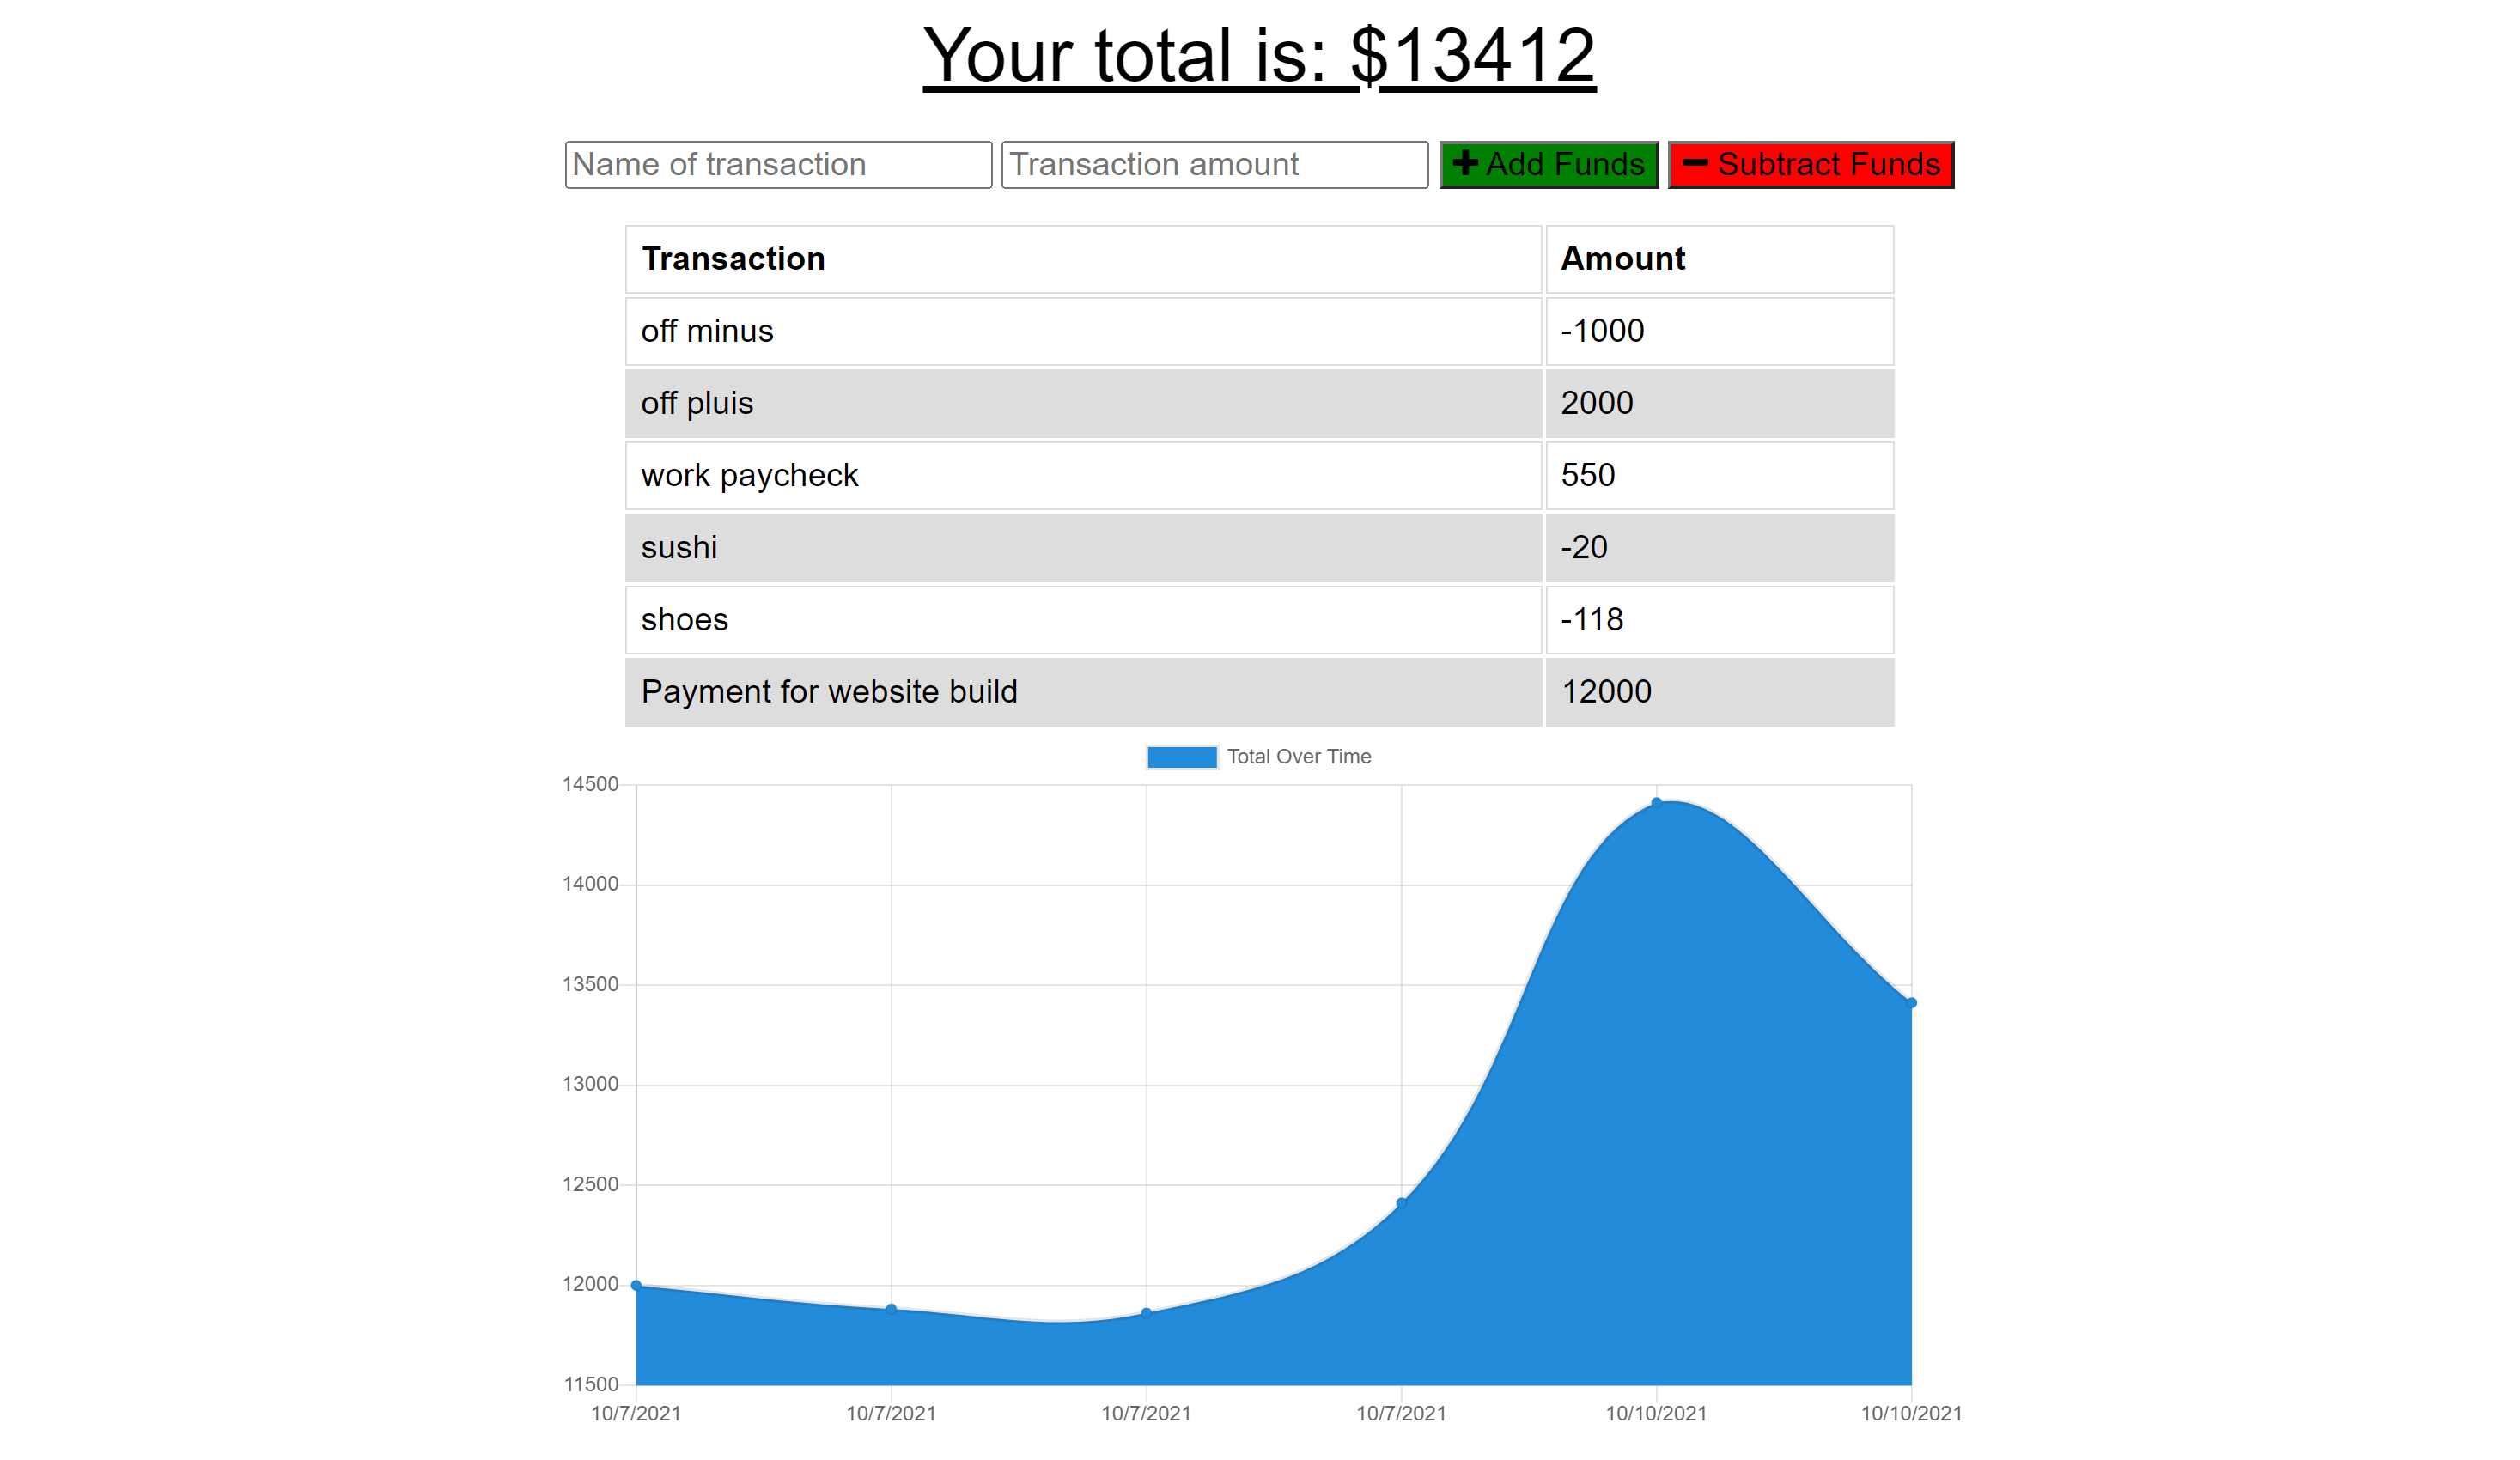 Your total is: $13412
Name of transaction Transaction amount Add Funds Subtract Funds
Transaction Amount
off minus -1000
off pluis 2000
work paycheck 550
sushi -20
shoes -118
Payment for website build 12000
Total Over Time
14500
14000
13500
13000
12500
12000
11500
10/7/2021 10/7/2021 10/7/2021 10/7/2021 10/10/2021 10/10/2021